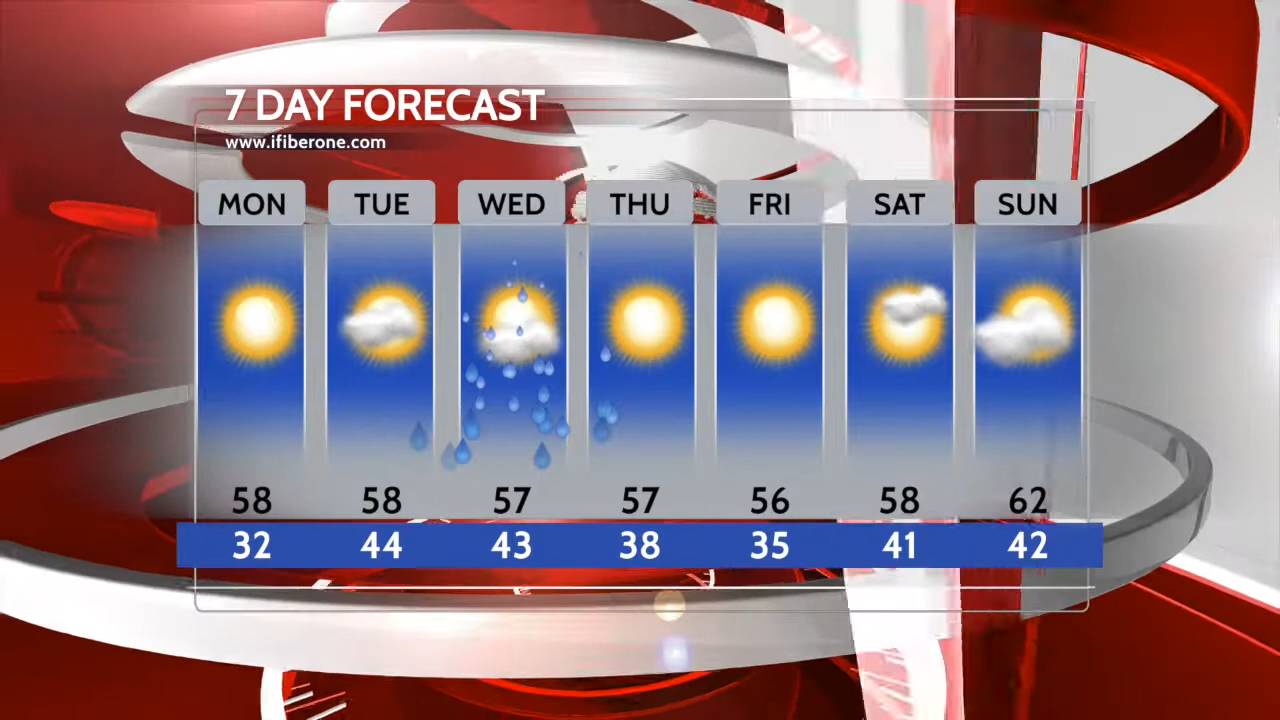 7 DAY FORECAST
www.ifiberone.com
MON TUE WED THU FRI SAT SUN
58 58 57 57 56 58 62
32 44 43 38 35 41 42